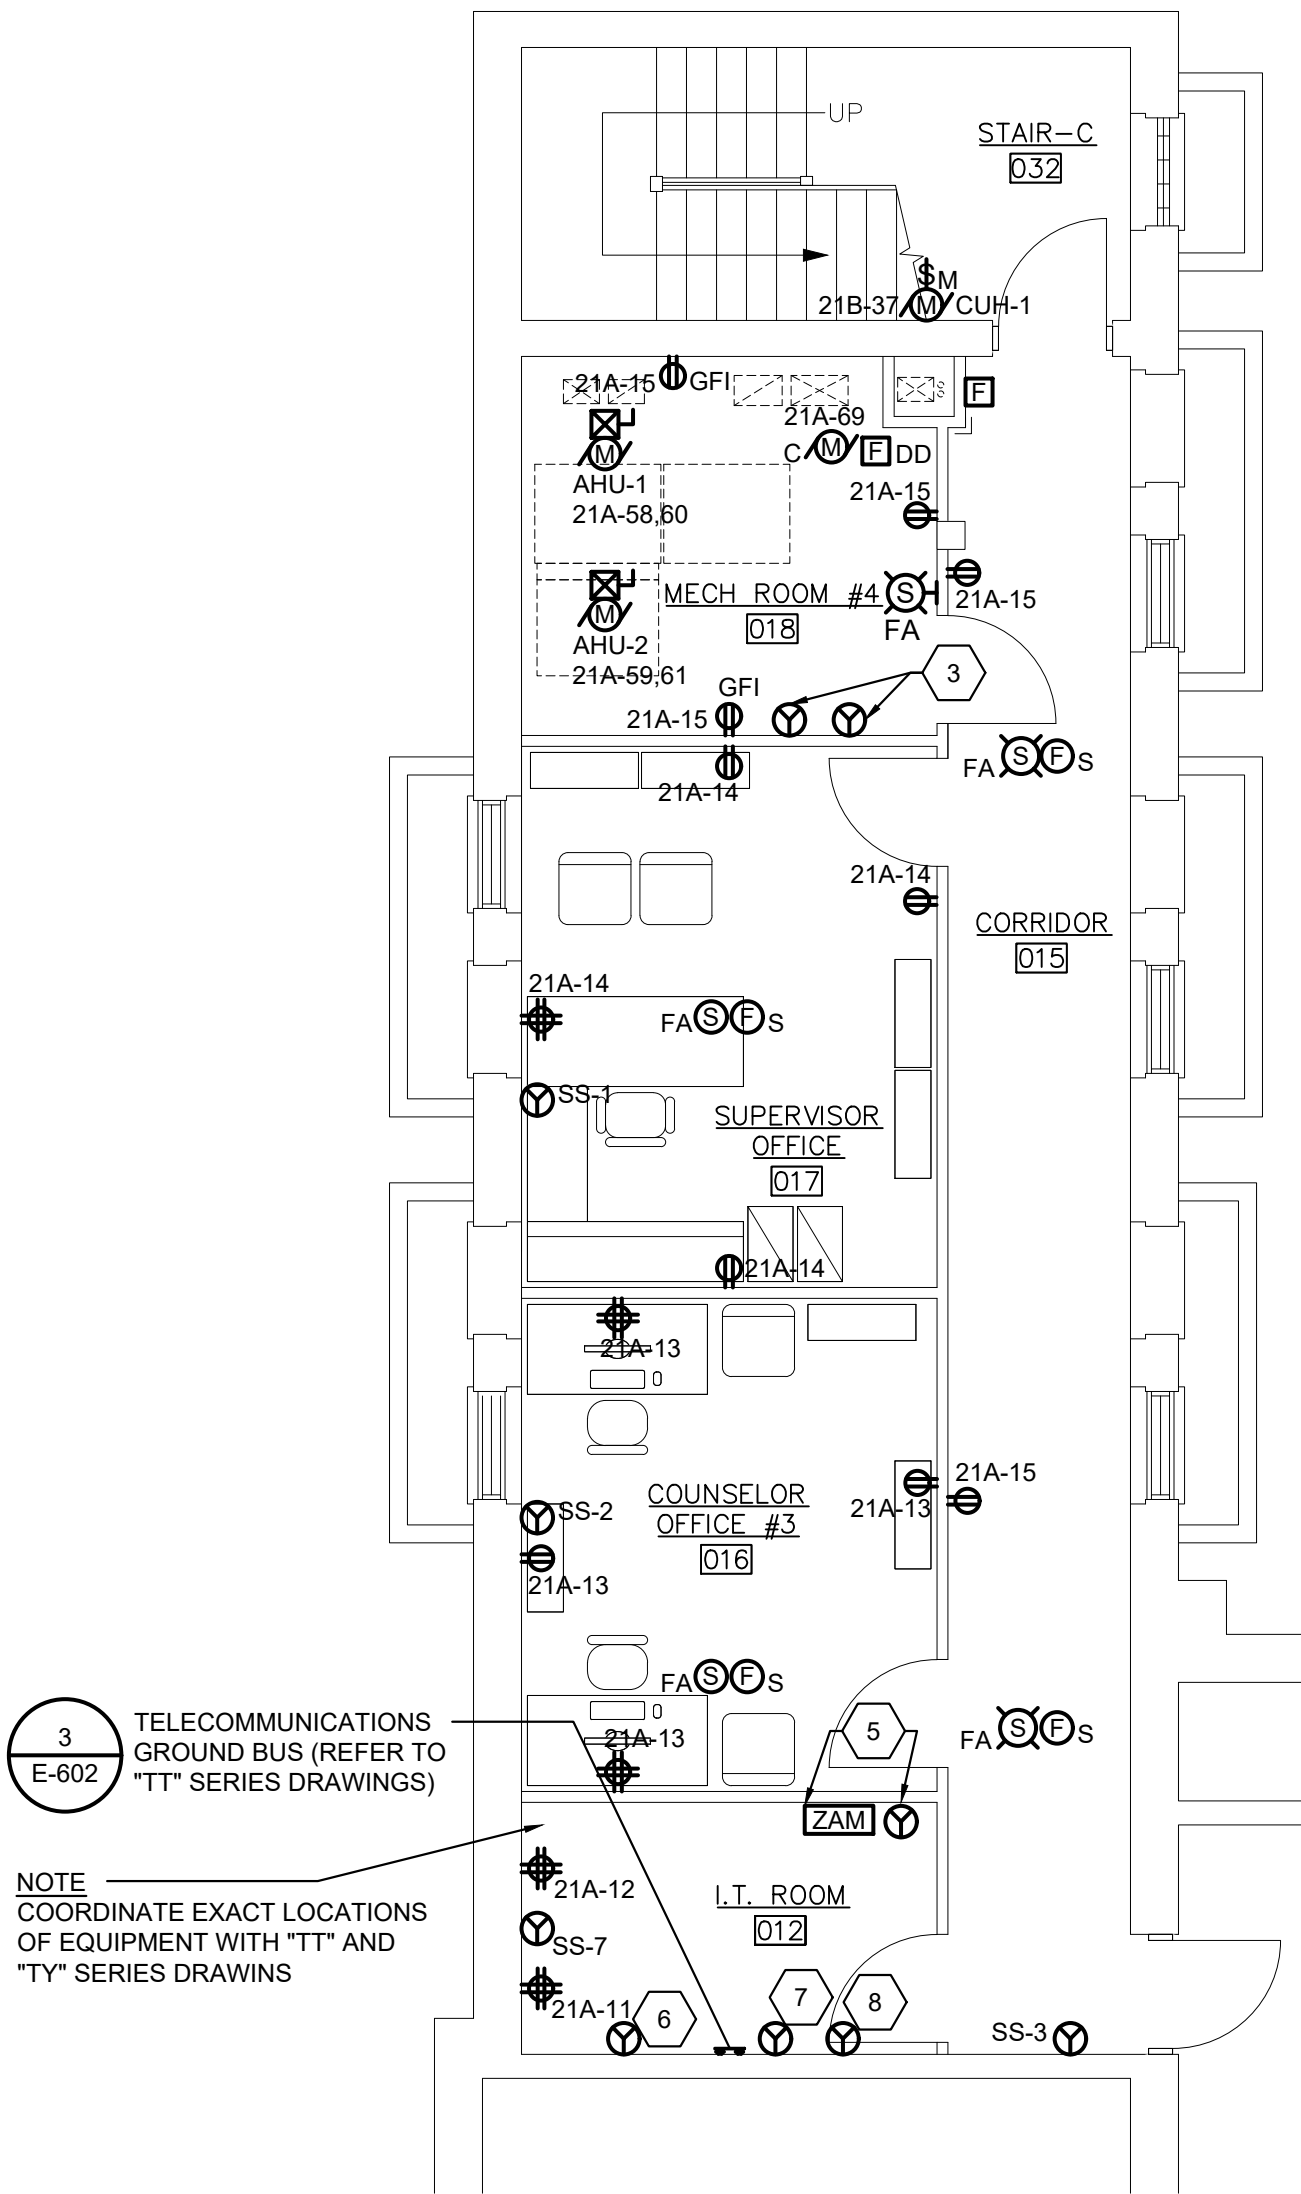 UP
STAIR-C
032
$M
21B-37 M CUH-1
21A-15 GFI
F
21A-69
C M F DD
M
AHU-1
21A-58,60
21A-15
M
AHU-2
21A-59,61
MECH ROOM #4
018
S
FA
21A-15
3
GFI
21A-15
FA S F S
21A-14
21A-14
CORRIDOR
015
21A-14
FA S F S
SS-1
SUPERVISOR
OFFICE
017
21A-14
21A-13
21A-15
21A-13
COUNSELOR
OFFICE #3
016
SS-2
21A-13
FA S F S
3
E-602
TELECOMMUNICATIONS
GROUND BUS (REFER TO
"TT" SERIES DRAWINGS)
21A-13
5
FA S F S
ZAM
NOTE
COORDINATE EXACT LOCATIONS
OF EQUIPMENT WITH "TT" AND
"TY" SERIES DRAWINS
21A-12
I.T. ROOM
012
SS-7
21A-11
6
7
8
SS-3